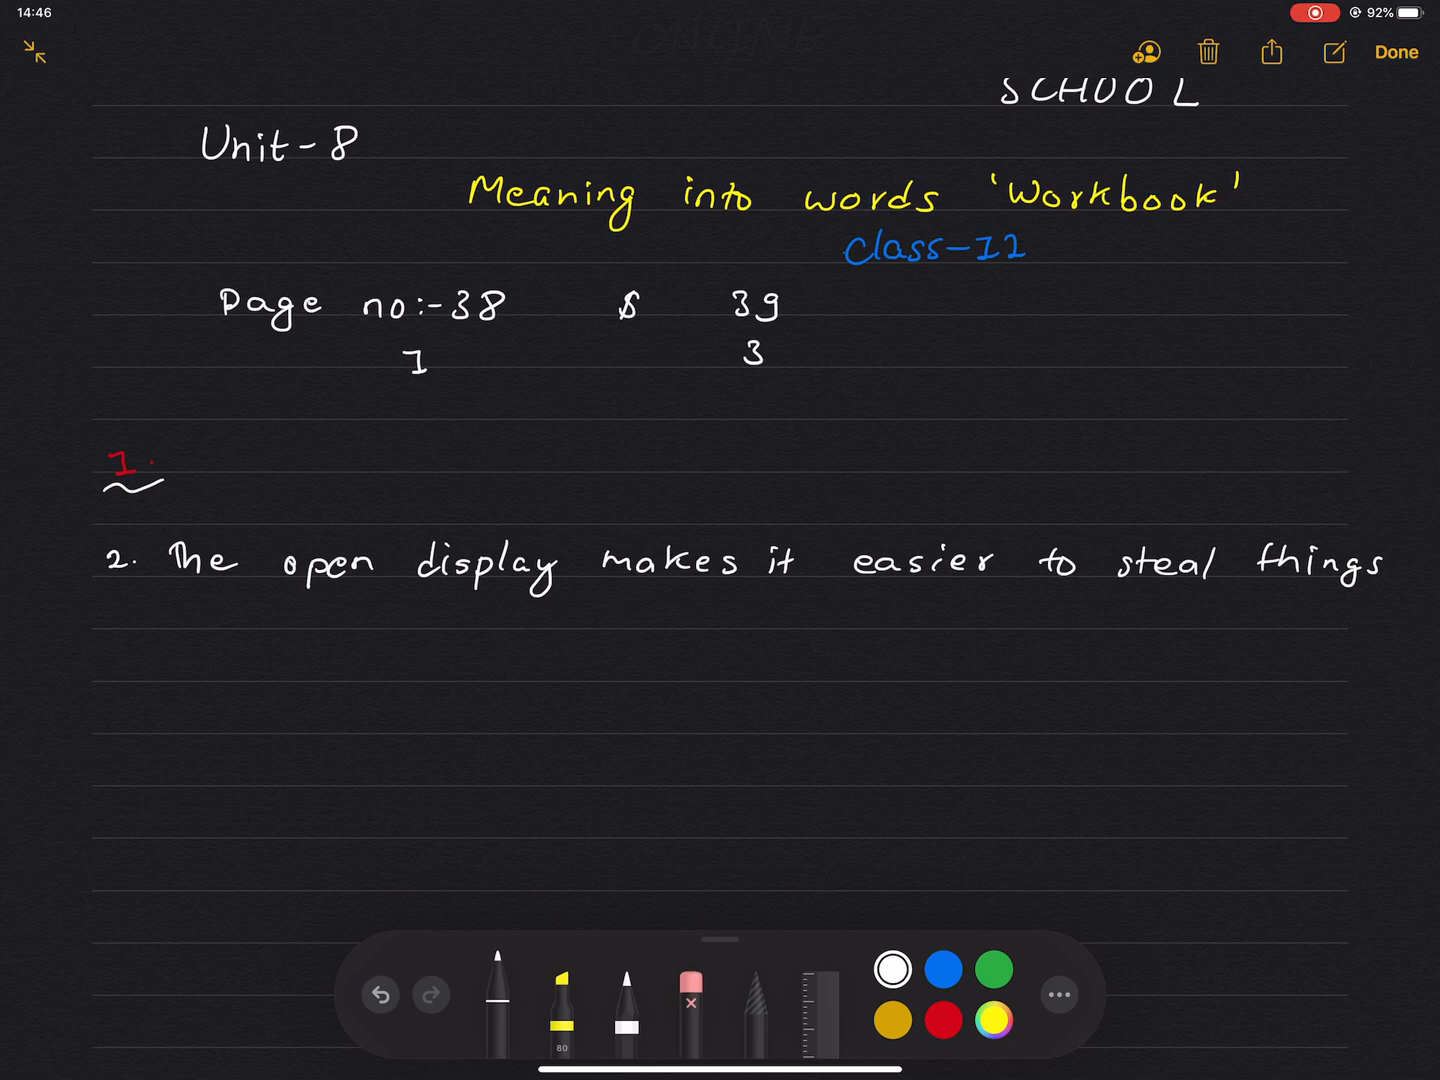 14:46
92%
Done
ONLINE
SCHOOL
Unit-8
Meaning into words 'Workbook'
Class-12
Page no:-38 & 39
1 3
1.
2. The open display makes it easier to steal things
80